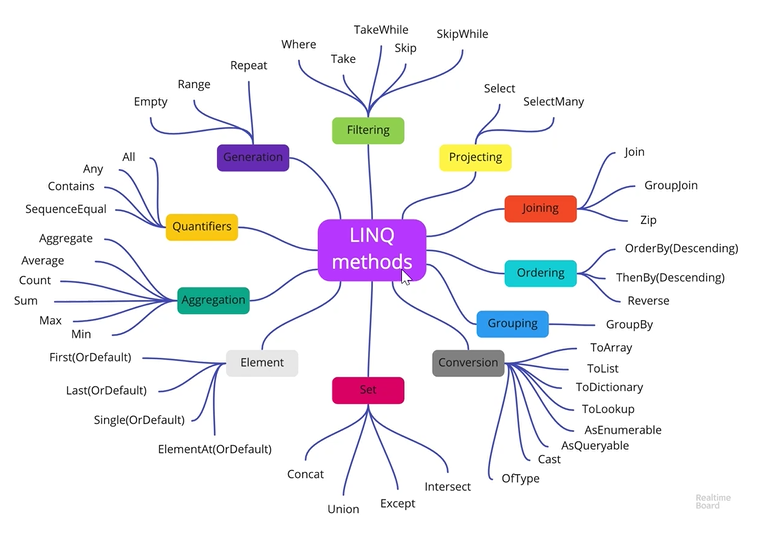 LINQ
methods
Filtering
Where
Take
TakeWhile
Skip
SkipWhile
Projecting
Select
SelectMany
Joining
Join
GroupJoin
Zip
Ordering
OrderBy(Descending)
ThenBy(Descending)
Reverse
Grouping
GroupBy
Conversion
ToArray
ToList
ToDictionary
ToLookup
AsEnumerable
AsQueryable
Cast
OfType
Set
Concat
Union
Except
Intersect
Element
First(OrDefault)
Last(OrDefault)
Single(OrDefault)
ElementAt(OrDefault)
Aggregation
Aggregate
Average
Count
Sum
Max
Min
Quantifiers
All
Any
Contains
SequenceEqual
Generation
Empty
Range
Repeat
Realtime
Board